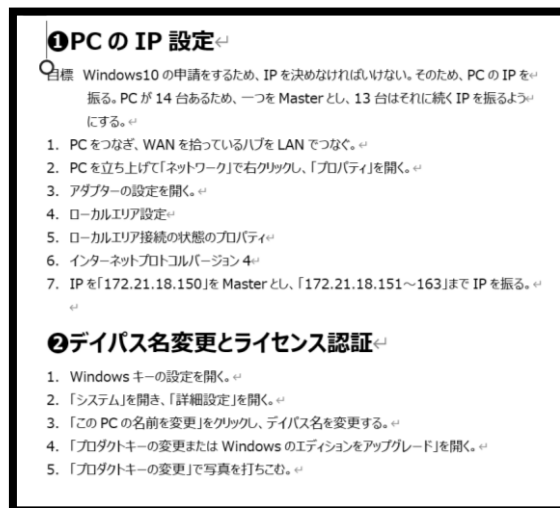 ❶PC の IP 設定↵
目標 Windows10 の申請をするため、IP を決めなければいけない。そのため、PC の IP を↵
振る。PC が 14 台あるため、一つを Master とし、13 台はそれに続く IP を振るよう↵
にする。↵
1. PC をつなぎ、WAN を拾っているハブを LAN でつなぐ。↵
2. PC を立ち上げて「ネットワーク」で右クリックし、「プロパティ」を開く。↵
3. アダプターの設定を開く。↵
4. ローカルエリア設定↵
5. ローカルエリア接続の状態のプロパティ↵
6. インターネットプロトコルバージョン 4↵
7. IP を「172.21.18.150」を Master とし、「172.21.18.151～163」まで IP を振る。↵
↵
❷デイパス名変更とライセンス認証↵
1. Windows キーの設定を開く。↵
2. 「システム」を開き、「詳細設定」を開く。↵
3. 「この PC の名前を変更」をクリックし、デイパス名を変更する。↵
4. 「プロダクトキーの変更または Windows のエディションをアップグレード」を開く。↵
5. 「プロダクトキーの変更」で写真を打ちこむ。↵